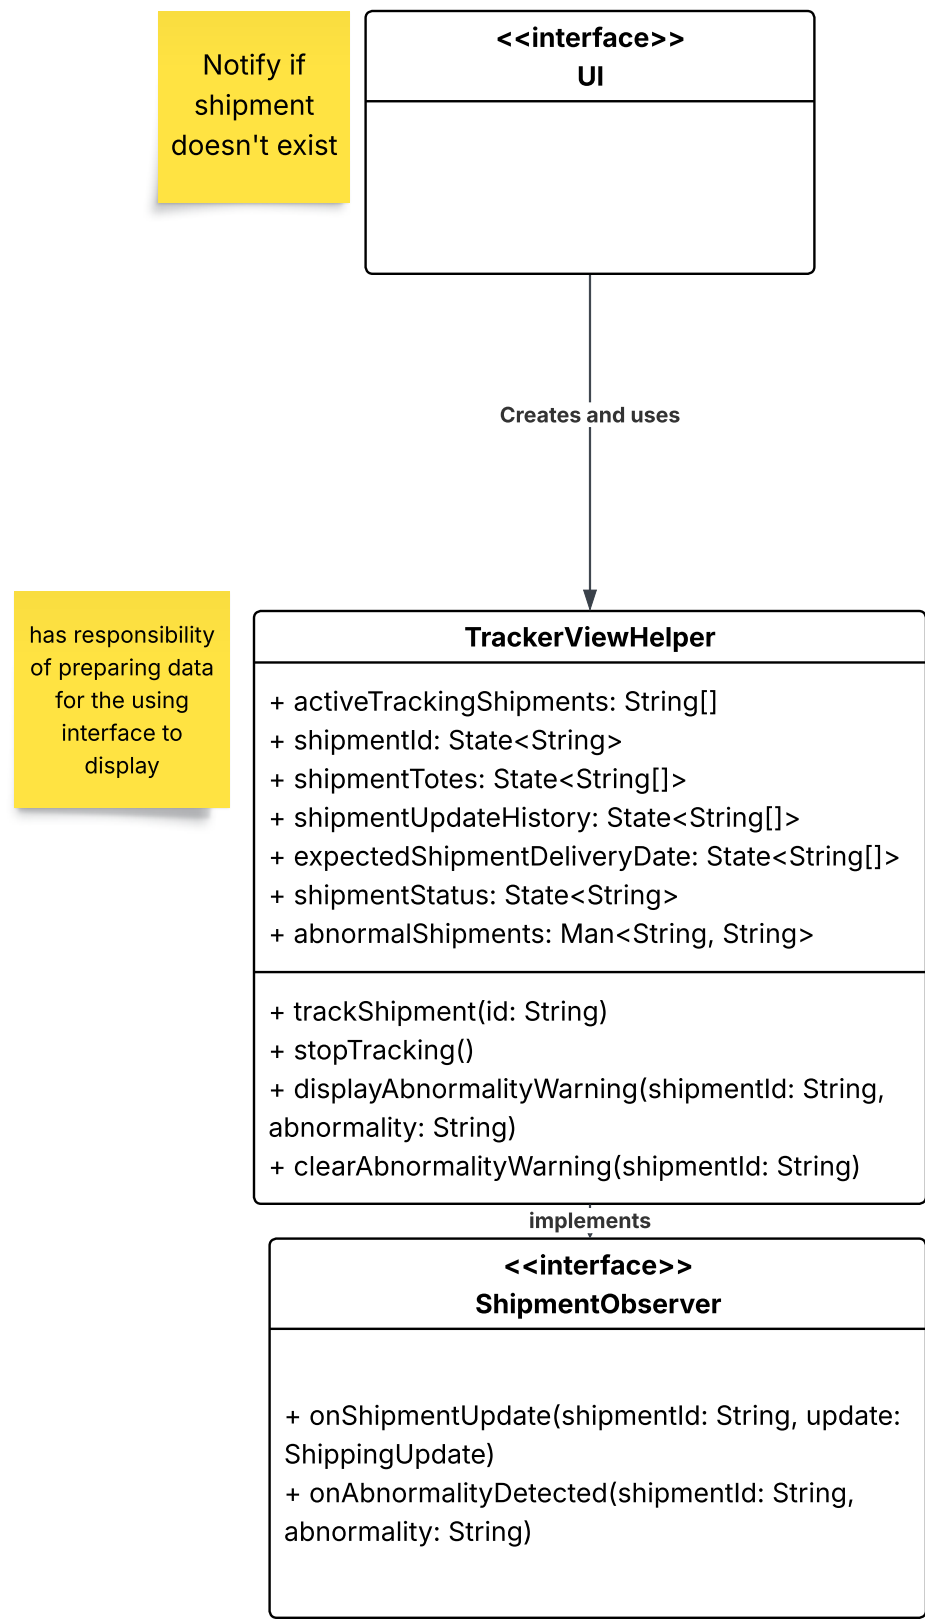 Notify if
shipment
doesn't exist
<<interface>>
UI
Creates and uses
has responsibility
of preparing data
for the using
interface to
display
TrackerViewHelper
+ activeTrackingShipments: String[]
+ shipmentId: State<String>
+ shipmentTotes: State<String[]>
+ shipmentUpdateHistory: State<String[]>
+ expectedShipmentDeliveryDate: State<String[]>
+ shipmentStatus: State<String>
+ abnormalShipments: Man<String, String>
+ trackShipment(id: String)
+ stopTracking()
+ displayAbnormalityWarning(shipmentId: String,
abnormality: String)
+ clearAbnormalityWarning(shipmentId: String)
implements
<<interface>>
ShipmentObserver
+ onShipmentUpdate(shipmentId: String, update:
ShippingUpdate)
+ onAbnormalityDetected(shipmentId: String,
abnormality: String)